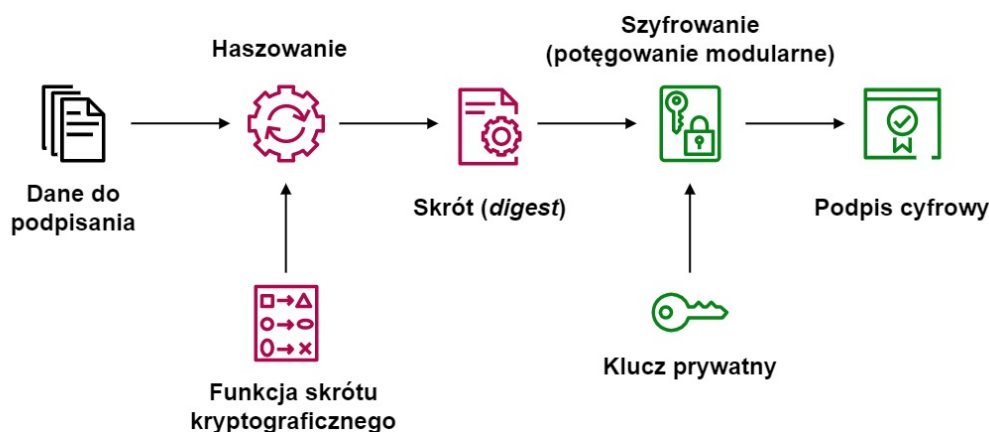 Szyfrowanie
(potęgowanie modularne)
Haszowanie
Dane do
podpisania
Skrót (digest)
Podpis cyfrowy
Funkcja skrótu
kryptograficznego
Klucz prywatny